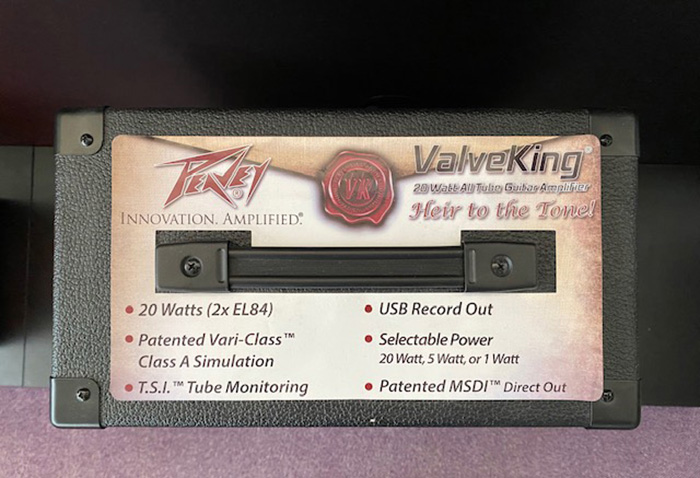 PEAVEY
INNOVATION. AMPLIFIED.®
VK
ValveKing®
20 Watt All Tube Guitar Amplifier
Heir to the Tone!
• 20 Watts (2x EL84)
• Patented Vari-Class™
Class A Simulation
• T.S.I.™ Tube Monitoring
• USB Record Out
• Selectable Power
20 Watt, 5 Watt, or 1 Watt
• Patented MSDI™ Direct Out